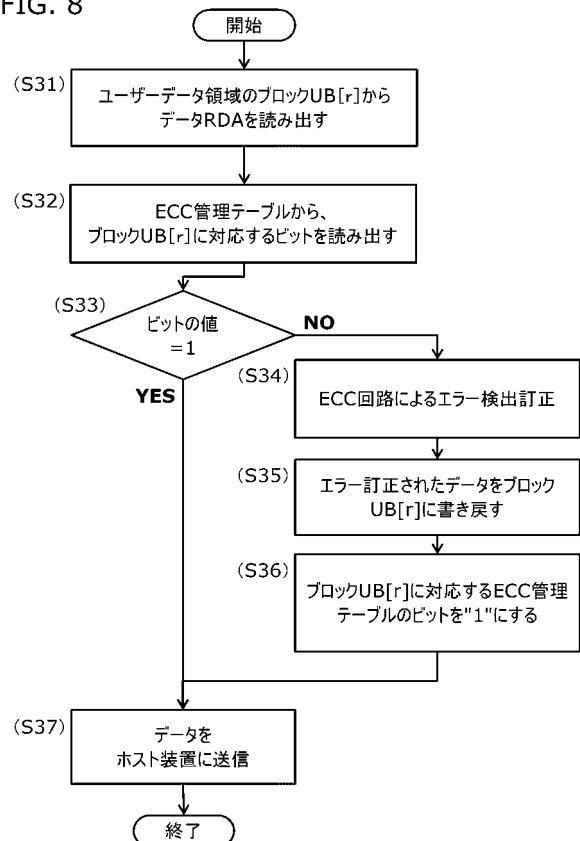 FIG. 8
開始
(S31)
ユーザーデータ領域のブロックUB[r]から
データRDAを読み出す
(S32)
ECC管理テーブルから、
ブロックUB[r]に対応するビットを読み出す
(S33)
ビットの値
=1
NO
YES
(S34)
ECC回路によるエラー検出訂正
(S35)
エラー訂正されたデータをブロック
UB[r]に書き戻す
(S36)
ブロックUB[r]に対応するECC管理
テーブルのビットを"1"にする
(S37)
データを
ホスト装置に送信
終了